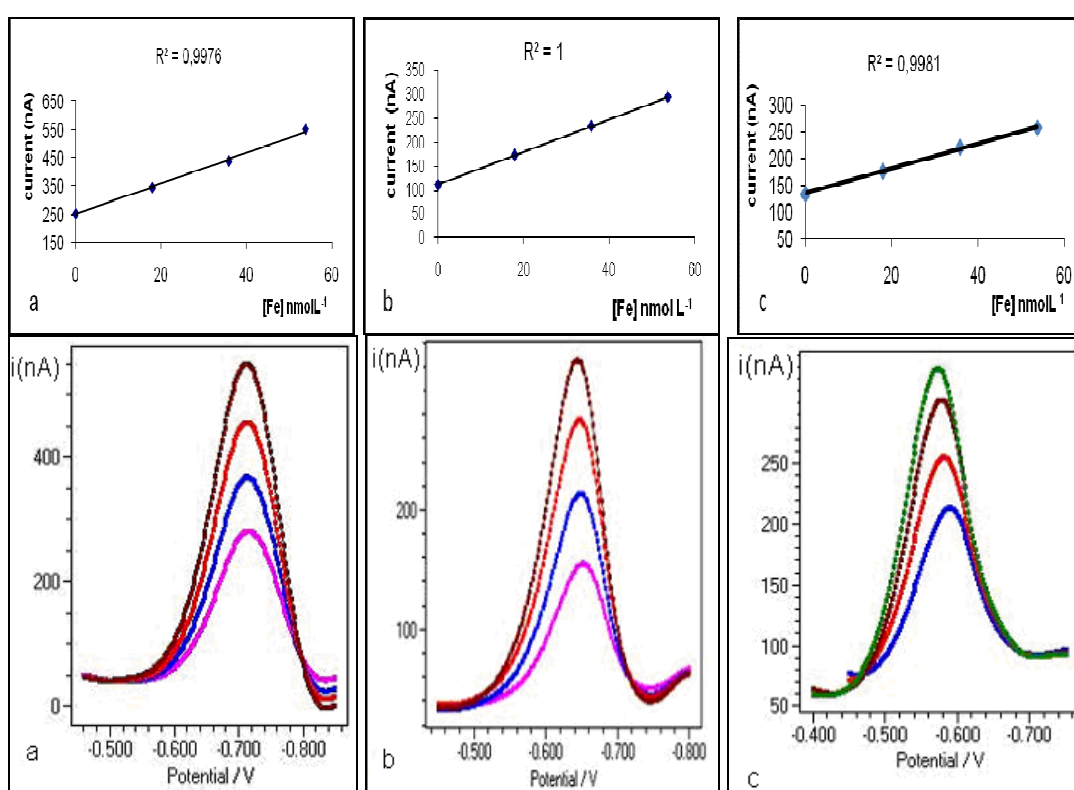 R² = 0,9976
current (nA)
650
550
450
350
250
150
0
20
40
60
[Fe] nmolL⁻¹
a
R² = 1
current (nA)
350
300
250
200
150
100
50
0
0
20
40
60
[Fe] nmol L⁻¹
b
R² = 0,9981
current (nA)
300
250
200
150
100
50
0
20
40
60
[Fe] nmolL¹
c
i(nA)
400
200
0
-0.500
-0.600
-0.700
-0.800
Potential / V
a
i(nA)
200
100
-0.500
-0.600
-0.700
-0.800
Potential / V
b
i(nA)
250
200
150
100
50
-0.400
-0.500
-0.600
-0.700
Potential / V
c